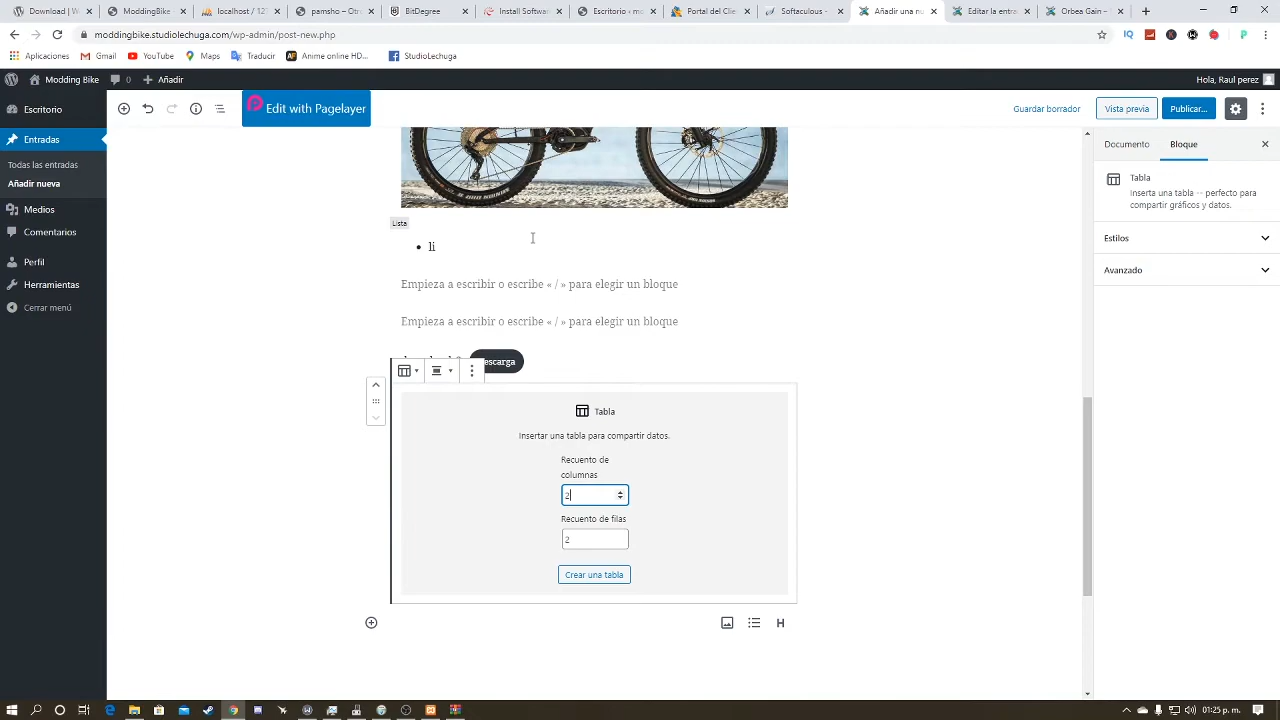 Download | W
ModdingBike -
localhost / 12
pamsho – Otr
BitDegree
Install Softwar
Escritorio ‹ mo
Portal del Clie
Softaculous -
Añadir una nu
Editar la entra
Orbea Gain –
moddingbike.studiolechuga.com/wp-admin/post-new.php
Aplicaciones
Gmail
YouTube
Maps
Traducir
Anime online HD...
StudioLechuga
Modding Bike
0
Añadir
Hola, Raul perez
Escritorio
Entradas
Todas las entradas
Añadir nueva
Medios
Comentarios
Perfil
Herramientas
Cerrar menú
Edit with Pagelayer
Guardar borrador
Vista previa
Publicar...
Lista
• li
Empieza a escribir o escribe « / » para elegir un bloque
Empieza a escribir o escribe « / » para elegir un bloque
escarga
Tabla
Insertar una tabla para compartir datos.
Recuento de
columnas
2
Recuento de filas
2
Crear una tabla
H
Documento
Bloque
Tabla
Inserta una tabla -- perfecto para
compartir gráficos y datos.
Estilos
Avanzado
01:25 p. m.